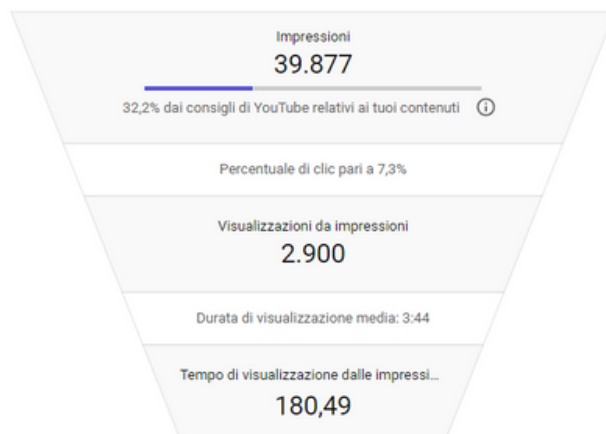 Impressioni
39.877
32,2% dai consigli di YouTube relativi ai tuoi contenuti
Percentuale di clic pari a 7,3%
Visualizzazioni da impressioni
2.900
Durata di visualizzazione media: 3:44
Tempo di visualizzazione dalle impressi...
180,49